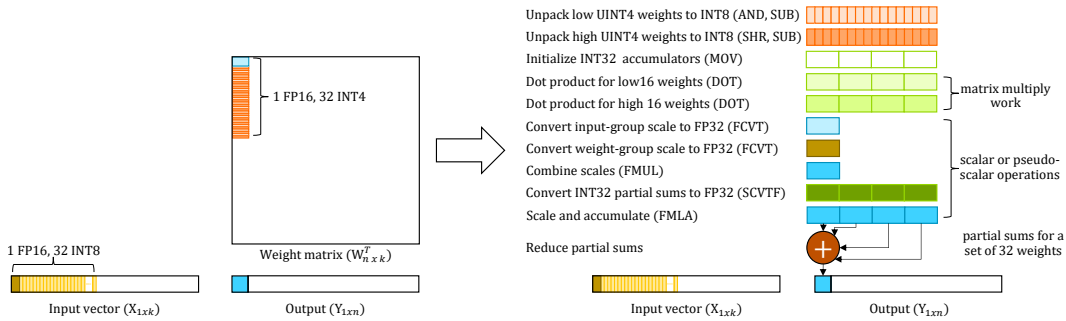 Unpack low UINT4 weights to INT8 (AND, SUB)
Unpack high UINT4 weights to INT8 (SHR, SUB)
Initialize INT32 accumulators (MOV)
Dot product for low16 weights (DOT)
Dot product for high 16 weights (DOT)
Convert input-group scale to FP32 (FCVT)
Convert weight-group scale to FP32 (FCVT)
Combine scales (FMUL)
Convert INT32 partial sums to FP32 (SCVTF)
Scale and accumulate (FMLA)
Reduce partial sums
matrix multiply
work
scalar or pseudo-
scalar operations
partial sums for a
set of 32 weights
+
1 FP16, 32 INT4
Weight matrix (W^T_{n x k})
1 FP16, 32 INT8
Input vector (X_{1xk})
Output (Y_{1xn})
Input vector (X_{1xk})
Output (Y_{1xn})